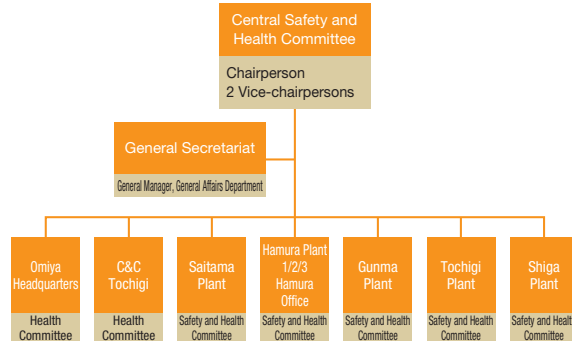 Central Safety and
Health Committee
Chairperson
2 Vice-chairpersons
General Secretariat
General Manager, General Affairs Department
Omiya
Headquarters
Health
Committee
C&C
Tochigi
Health
Committee
Saitama
Plant
Safety and Health
Committee
Hamura Plant
1/2/3
Hamura
Office
Safety and Health
Committee
Gunma
Plant
Safety and Health
Committee
Tochigi
Plant
Safety and Health
Committee
Shiga
Plant
Safety and Health
Committee